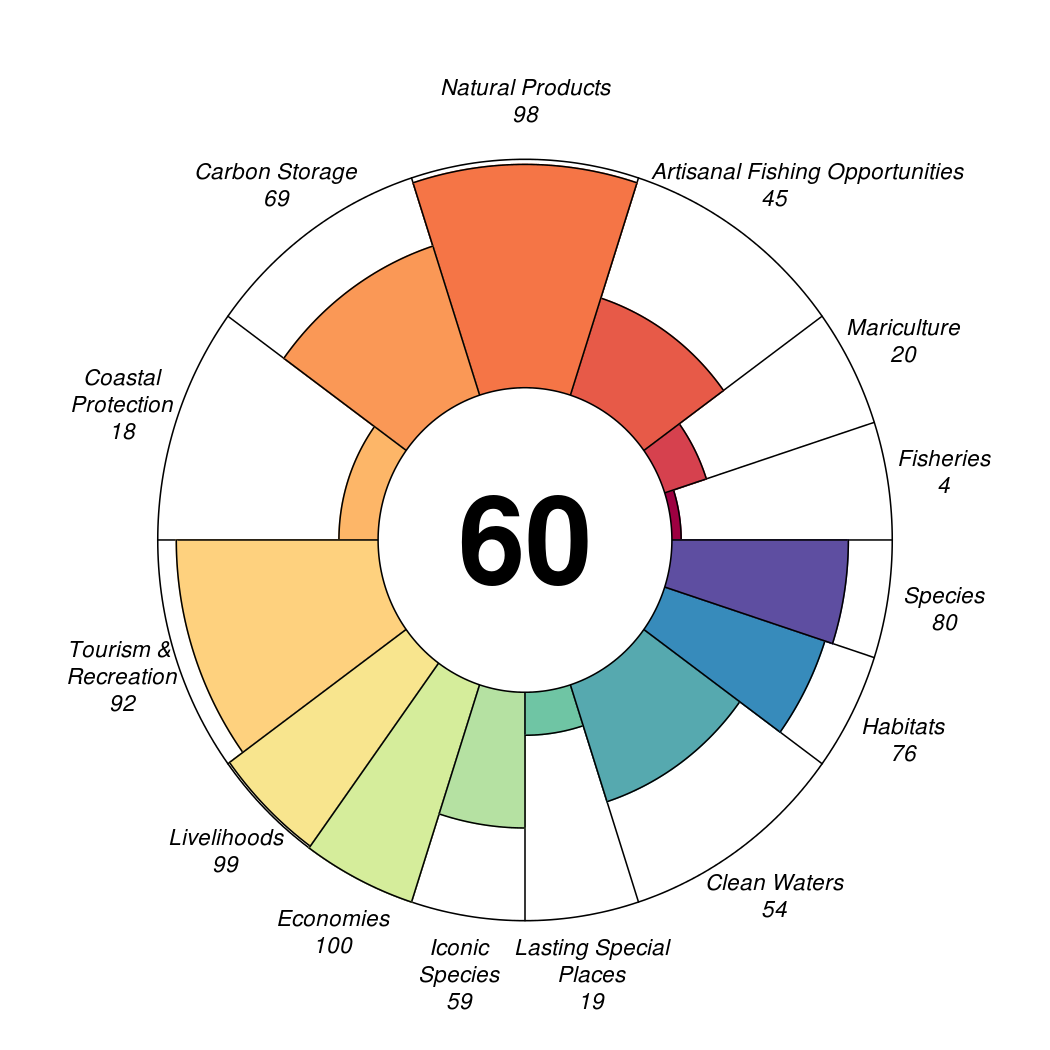 Natural Products
98
Carbon Storage
69
Artisanal Fishing Opportunities
45
Mariculture
20
Coastal
Protection
18
Fisheries
4
60
Species
80
Tourism &
Recreation
92
Habitats
76
Livelihoods
99
Clean Waters
54
Economies
100
Iconic
Species
59
Lasting Special
Places
19